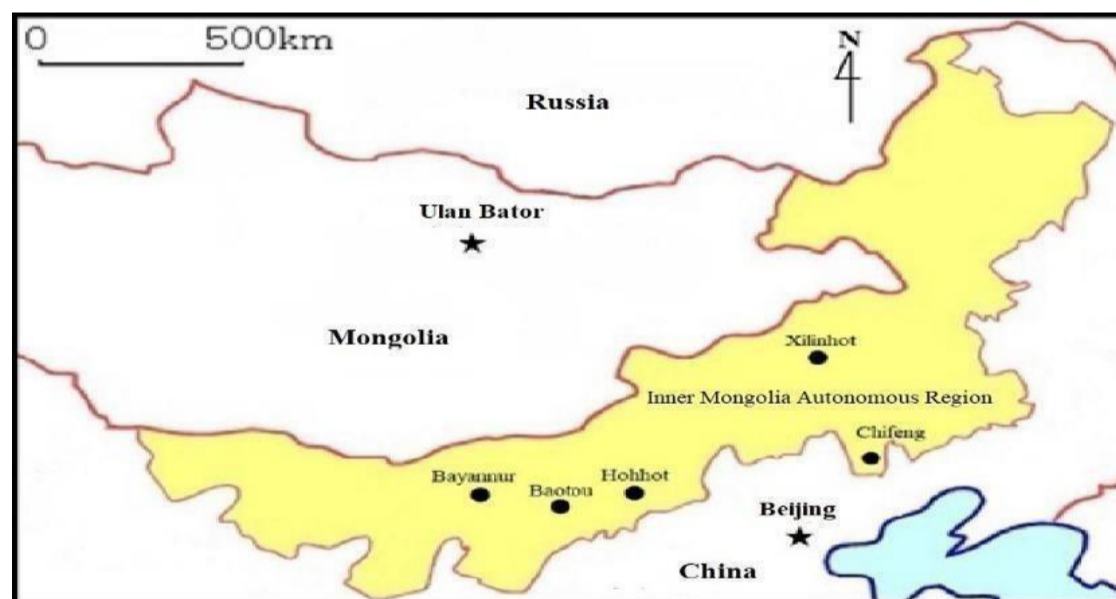 0 500km
N
Russia
Ulan Bator
Mongolia
Xilinhot
Inner Mongolia Autonomous Region
Chifeng
Bayannur
Baotou
Hohhot
Beijing
China